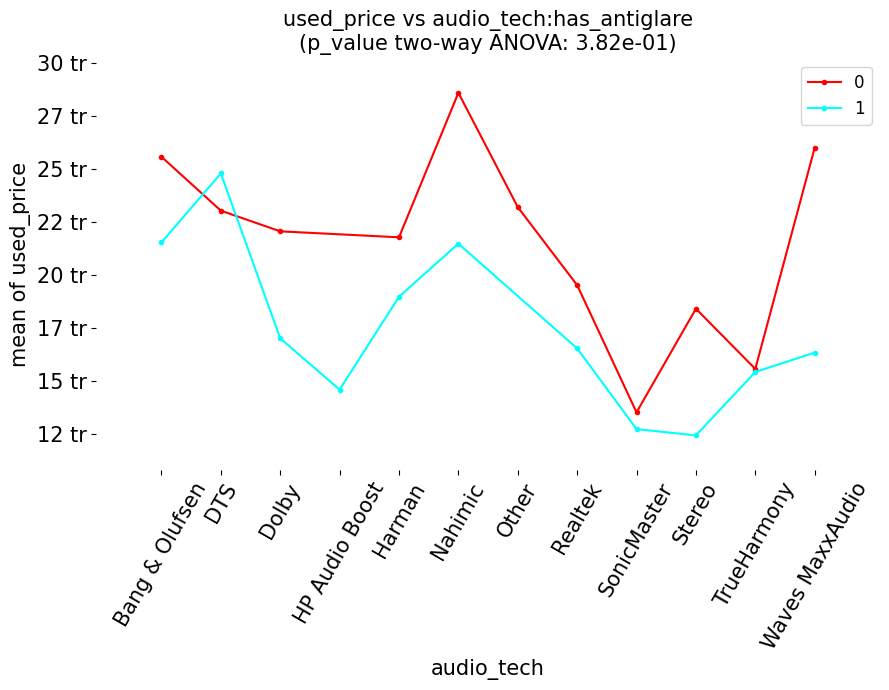 used_price vs audio_tech:has_antiglare
(p_value two-way ANOVA: 3.82e-01)
30 tr
27 tr
25 tr
22 tr
20 tr
17 tr
15 tr
12 tr
mean of used_price
0
1
Bang & Olufsen
DTS
Dolby
HP Audio Boost
Harman
Nahimic
Other
Realtek
SonicMaster
Stereo
TrueHarmony
Waves MaxxAudio
audio_tech